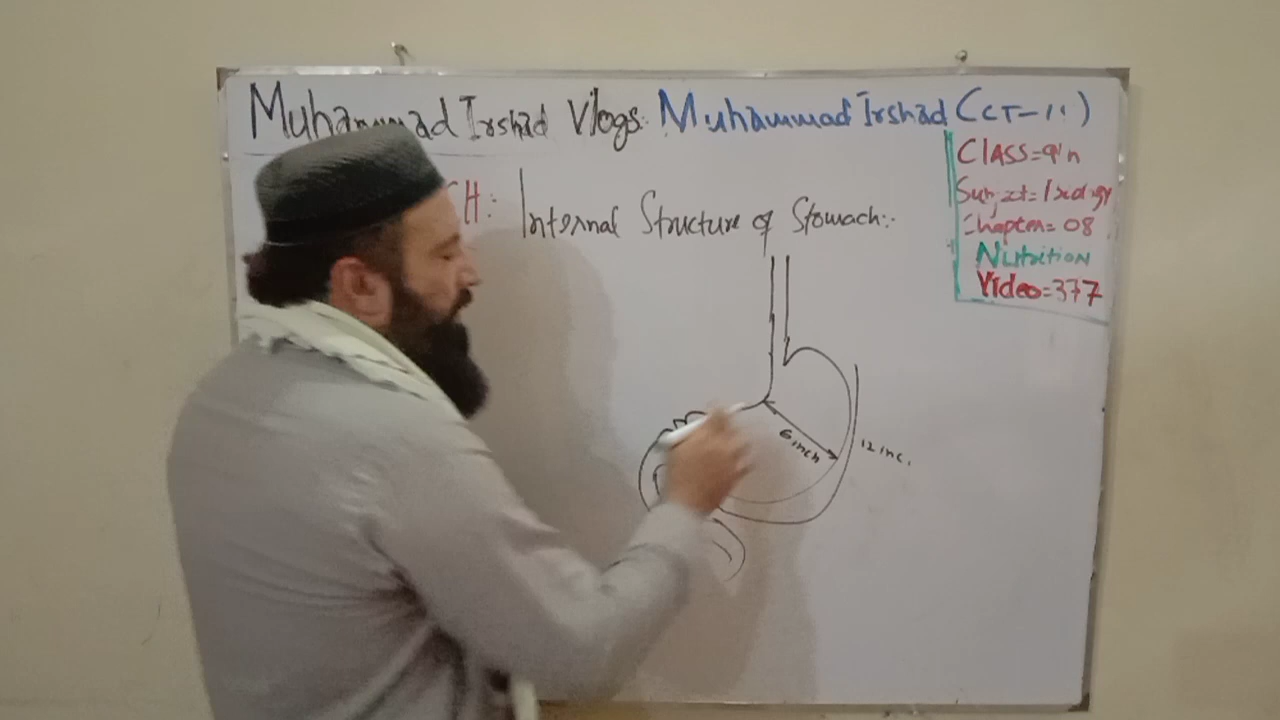 Muhammad Irshad Vlogs: Muhammad Irshad (CT-11)
CLASS=9th
Chapter= 08
Nutrition
Video=377
CH: Internal Structure of Stomach:-
6 inch
12 inc.